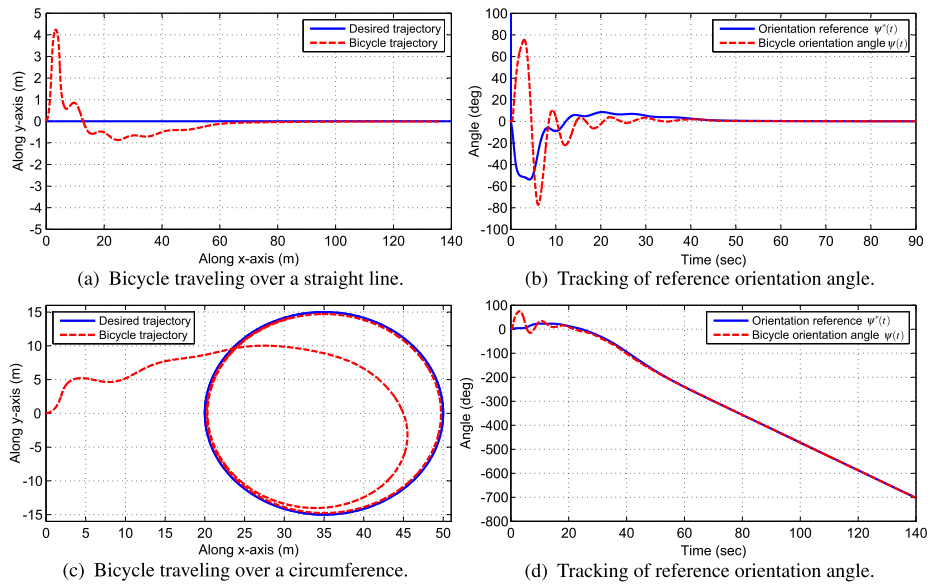 5
4
3
2
1
0
-1
-2
-3
-4
-5
Along y-axis (m)
Desired trajectory
Bicycle trajectory
0 20 40 60 80 100 120 140
Along x-axis (m)
(a) Bicycle traveling over a straight line.
100
80
60
40
20
0
-20
-40
-60
-80
-100
Angle (deg)
Orientation reference ψ*(t)
Bicycle orientation angle ψ(t)
0 10 20 30 40 50 60 70 80 90
Time (sec)
(b) Tracking of reference orientation angle.
15
10
5
0
-5
-10
-15
Along y-axis (m)
Desired trajectory
Bicycle trajectory
0 5 10 15 20 25 30 35 40 45 50
Along x-axis (m)
(c) Bicycle traveling over a circumference.
100
0
-100
-200
-300
-400
-500
-600
-700
-800
Angle (deg)
Orientation reference ψ*(t)
Bicycle orientation angle ψ(t)
0 20 40 60 80 100 120 140
Time (sec)
(d) Tracking of reference orientation angle.